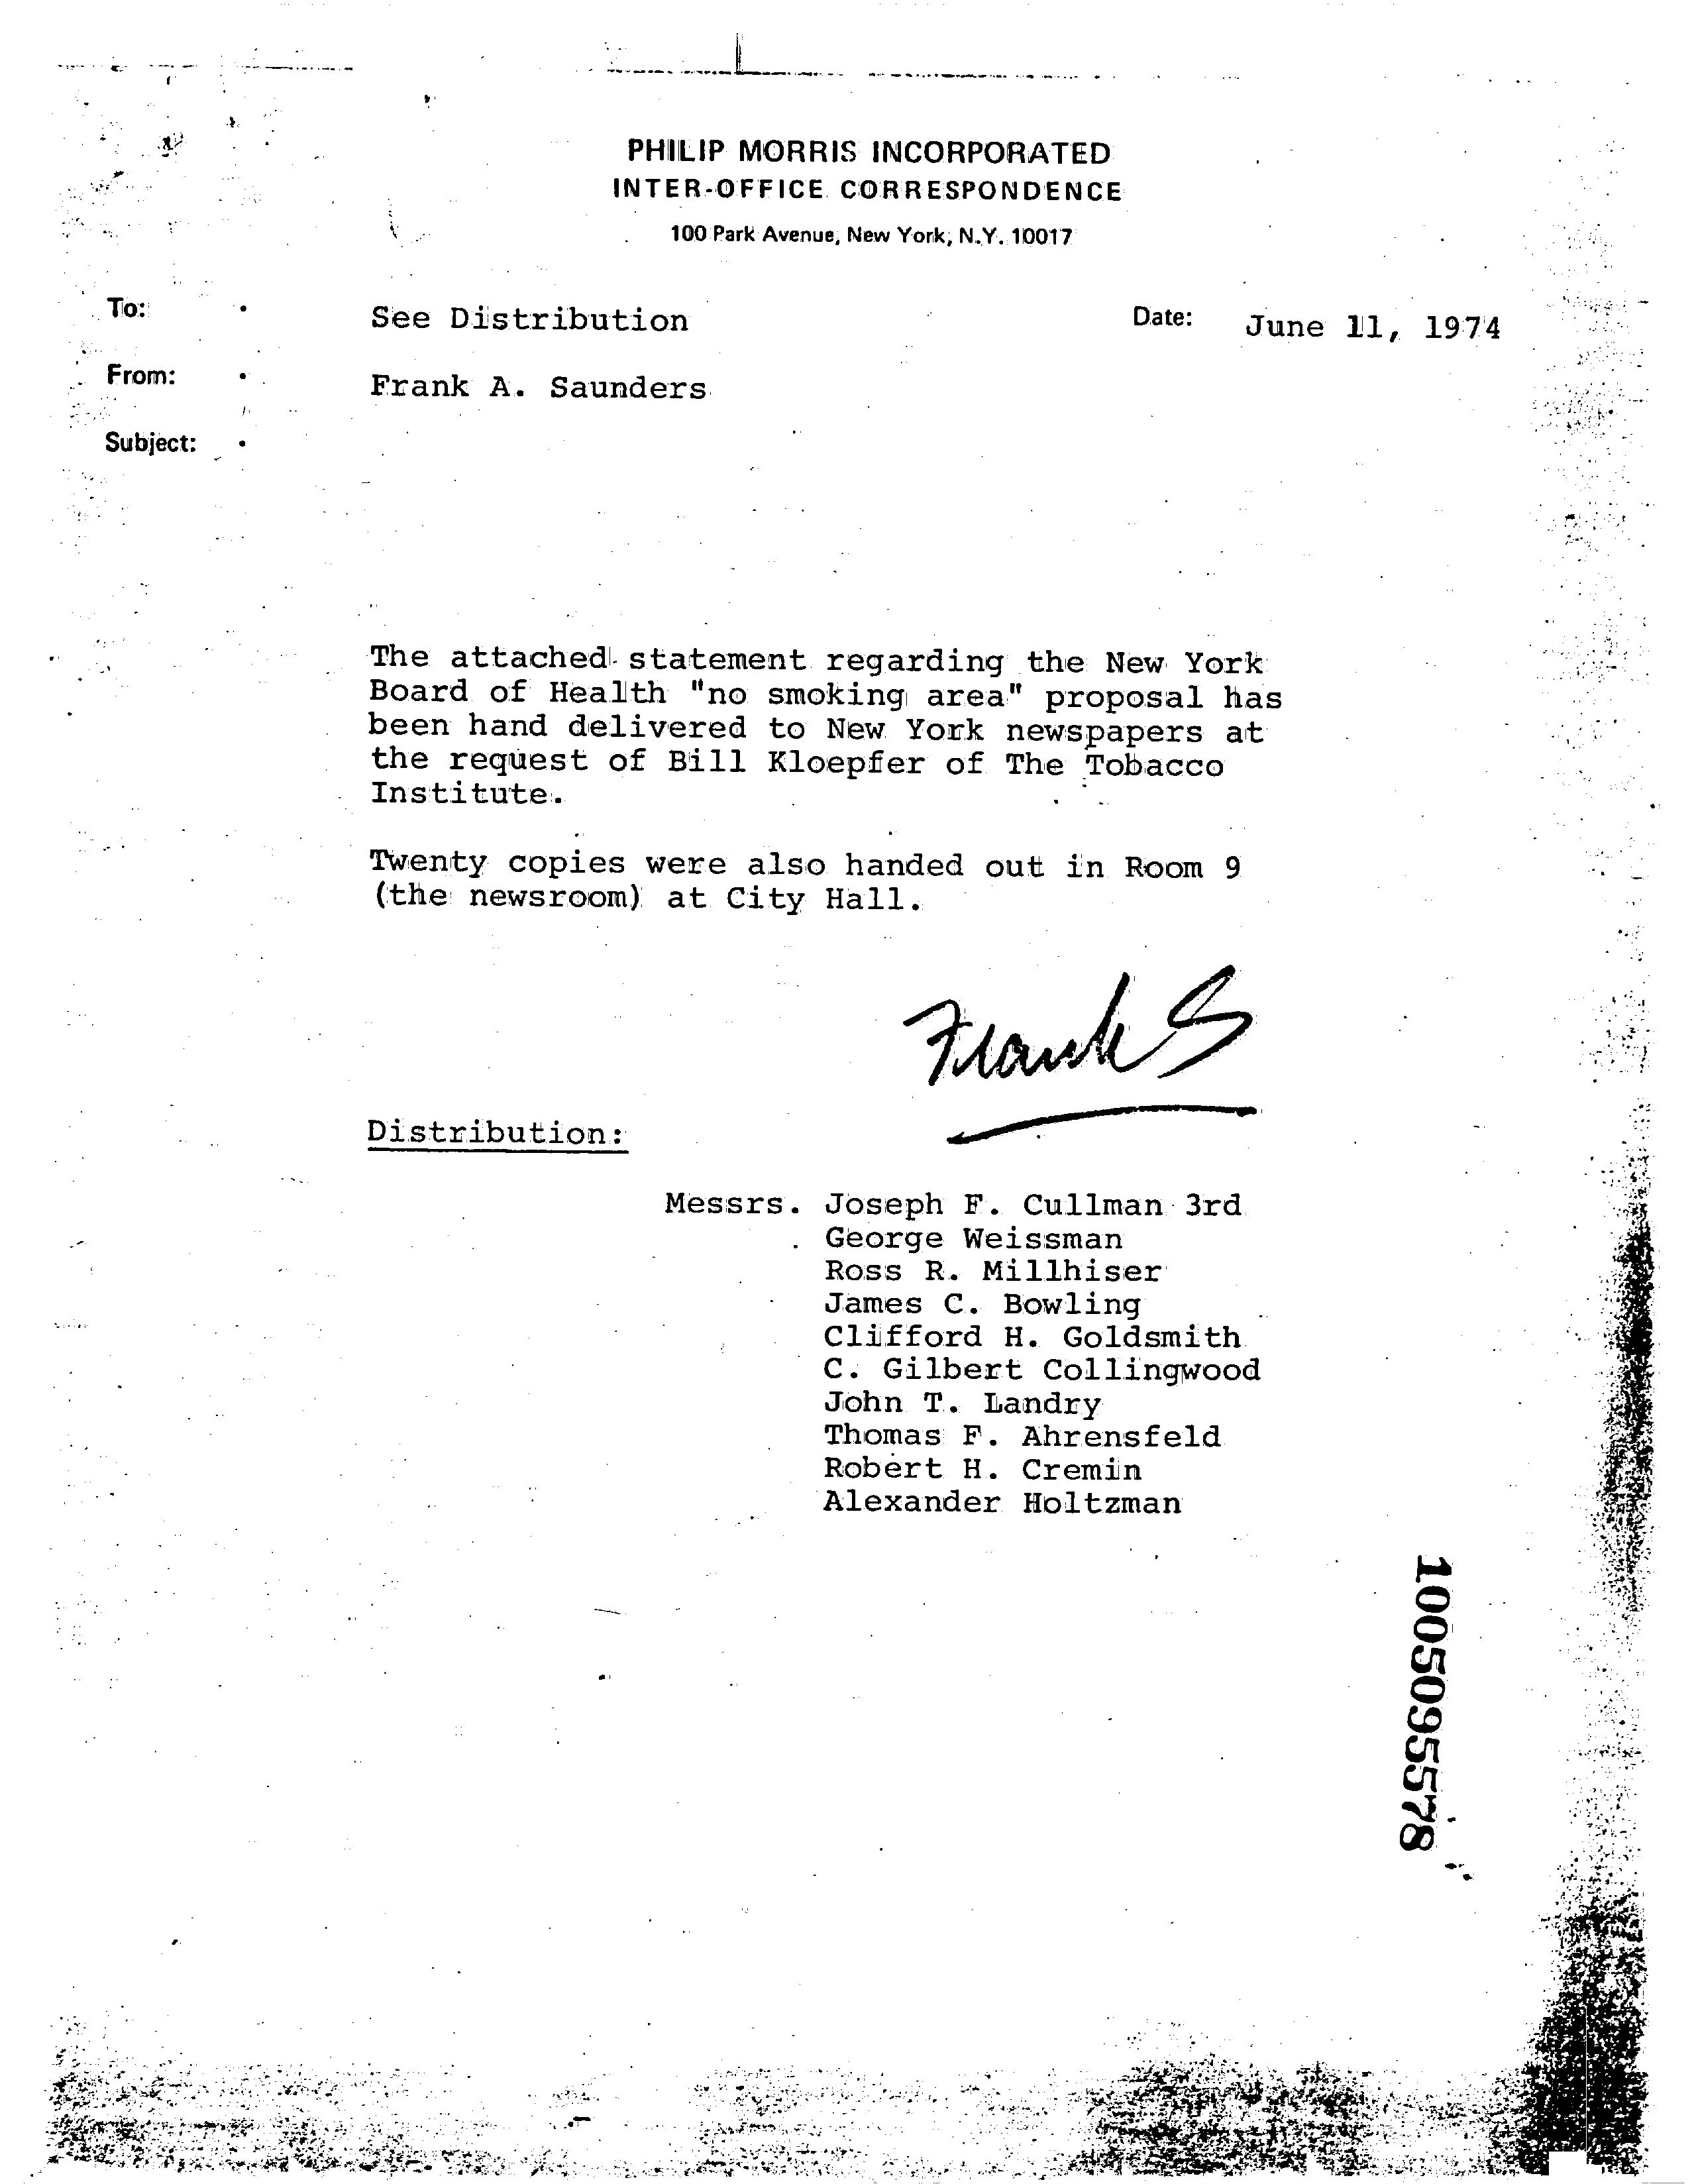 PHILIP MORRIS INCORPORATED
INTER-OFFICE CORRESPONDENCE
100 Park Avenue, New York, N.Y. 10017
To: See Distribution Date: June 11, 1974
From: Frank A. Saunders
Subject:
The attached statement regarding the New York
Board of Health "no smoking area" proposal has
been hand delivered to New York newspapers at
the request of Bill Kloepfer of The Tobacco
Institute.
Twenty copies were also handed out in Room 9
(the newsroom) at City Hall.
Frank S
Distribution:
Messrs. Joseph F. Cullman 3rd
George Weissman
Ross R. Millhiser
James C. Bowling
Clifford H. Goldsmith
C. Gilbert Collingwood
John T. Landry
Thomas F. Ahrensfeld
Robert H. Cremin
Alexander Holtzman
1005095578